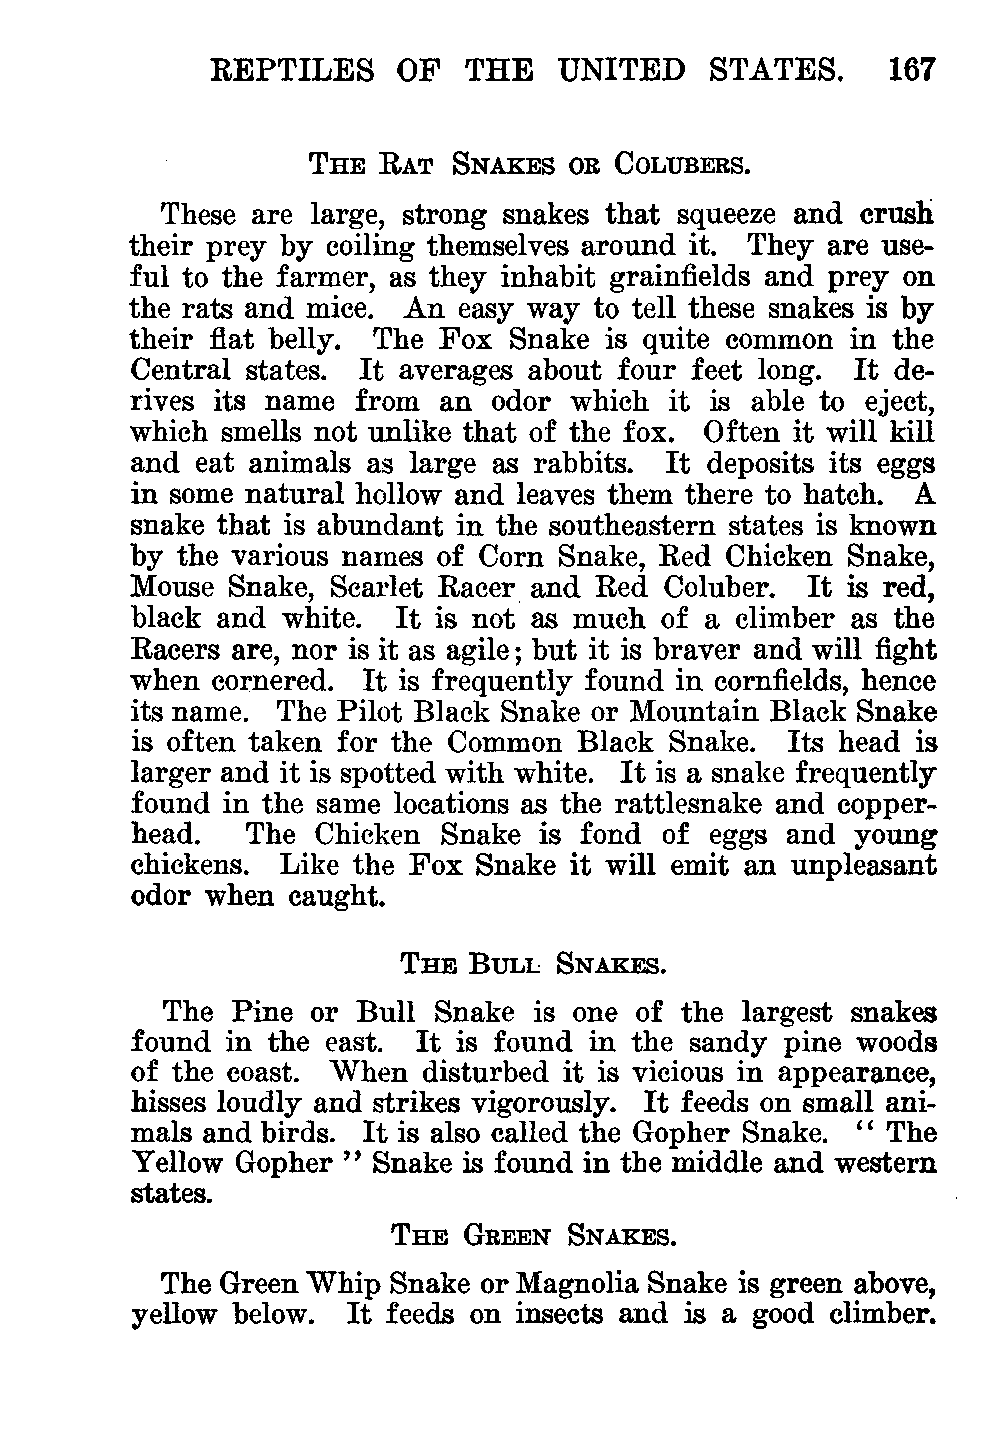 REPTILES OF THE UNITED STATES. 167
THE RAT SNAKES OR COLUBERS.
These are large, strong snakes that squeeze and crush
their prey by coiling themselves around it. They are use-
ful to the farmer, as they inhabit grainfields and prey on
the rats and mice. An easy way to tell these snakes is by
their flat belly. The Fox Snake is quite common in the
Central states. It averages about four feet long. It de-
rives its name from an odor which it is able to eject,
which smells not unlike that of the fox. Often it will kill
and eat animals as large as rabbits. It deposits its eggs
in some natural hollow and leaves them there to hatch. A
snake that is abundant in the southeastern states is known
by the various names of Corn Snake, Red Chicken Snake,
Mouse Snake, Scarlet Racer and Red Coluber. It is red,
black and white. It is not as much of a climber as the
Racers are, nor is it as agile; but it is braver and will fight
when cornered. It is frequently found in cornfields, hence
its name. The Pilot Black Snake or Mountain Black Snake
is often taken for the Common Black Snake. Its head is
larger and it is spotted with white. It is a snake frequently
found in the same locations as the rattlesnake and copper-
head. The Chicken Snake is fond of eggs and young
chickens. Like the Fox Snake it will emit an unpleasant
odor when caught.
THE BULL SNAKES.
The Pine or Bull Snake is one of the largest snakes
found in the east. It is found in the sandy pine woods
of the coast. When disturbed it is vicious in appearance,
hisses loudly and strikes vigorously. It feeds on small ani-
mals and birds. It is also called the Gopher Snake. “ The
Yellow Gopher ” Snake is found in the middle and western
states.
THE GREEN SNAKES.
The Green Whip Snake or Magnolia Snake is green above,
yellow below. It feeds on insects and is a good climber.